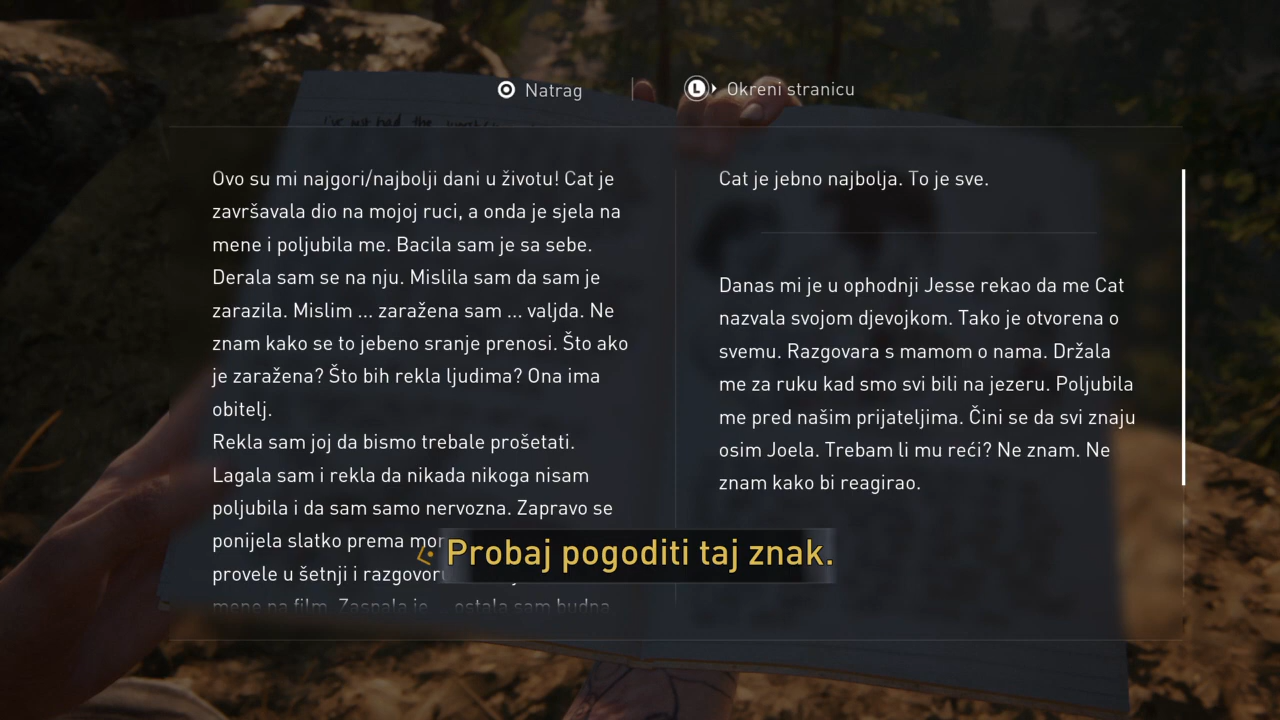 Natrag
Okreni stranicu
Ovo su mi najgori/najbolji dani u životu! Cat je
završavala dio na mojoj ruci, a onda je sjela na
mene i poljubila me. Bacila sam je sa sebe.
Derala sam se na nju. Mislila sam da sam je
zarazila. Mislim ... zaražena sam ... valjda. Ne
znam kako se to jebeno sranje prenosi. Što ako
je zaražena? Što bih rekla ljudima? Ona ima
obitelj.
Rekla sam joj da bismo trebale prošetati.
Lagala sam i rekla da nikada nikoga nisam
poljubila i da sam samo nervozna. Zapravo se
ponijela slatko prema
provele u šetnji i
mene na film. Zaspala je ... ostala sam budna
Cat je jebno najbolja. To je sve.
Danas mi je u ophodnji Jesse rekao da me Cat
nazvala svojom djevojkom. Tako je otvorena o
svemu. Razgovara s mamom o nama. Držala
me za ruku kad smo svi bili na jezeru. Poljubila
me pred našim prijateljima. Čini se da svi znaju
osim Joela. Trebam li mu reći? Ne znam. Ne
znam kako bi reagirao.
Probaj pogoditi taj znak.